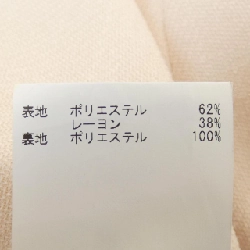 表地 ポリエステル 62%
レーヨン 38%
裏地 ポリエステル 100%